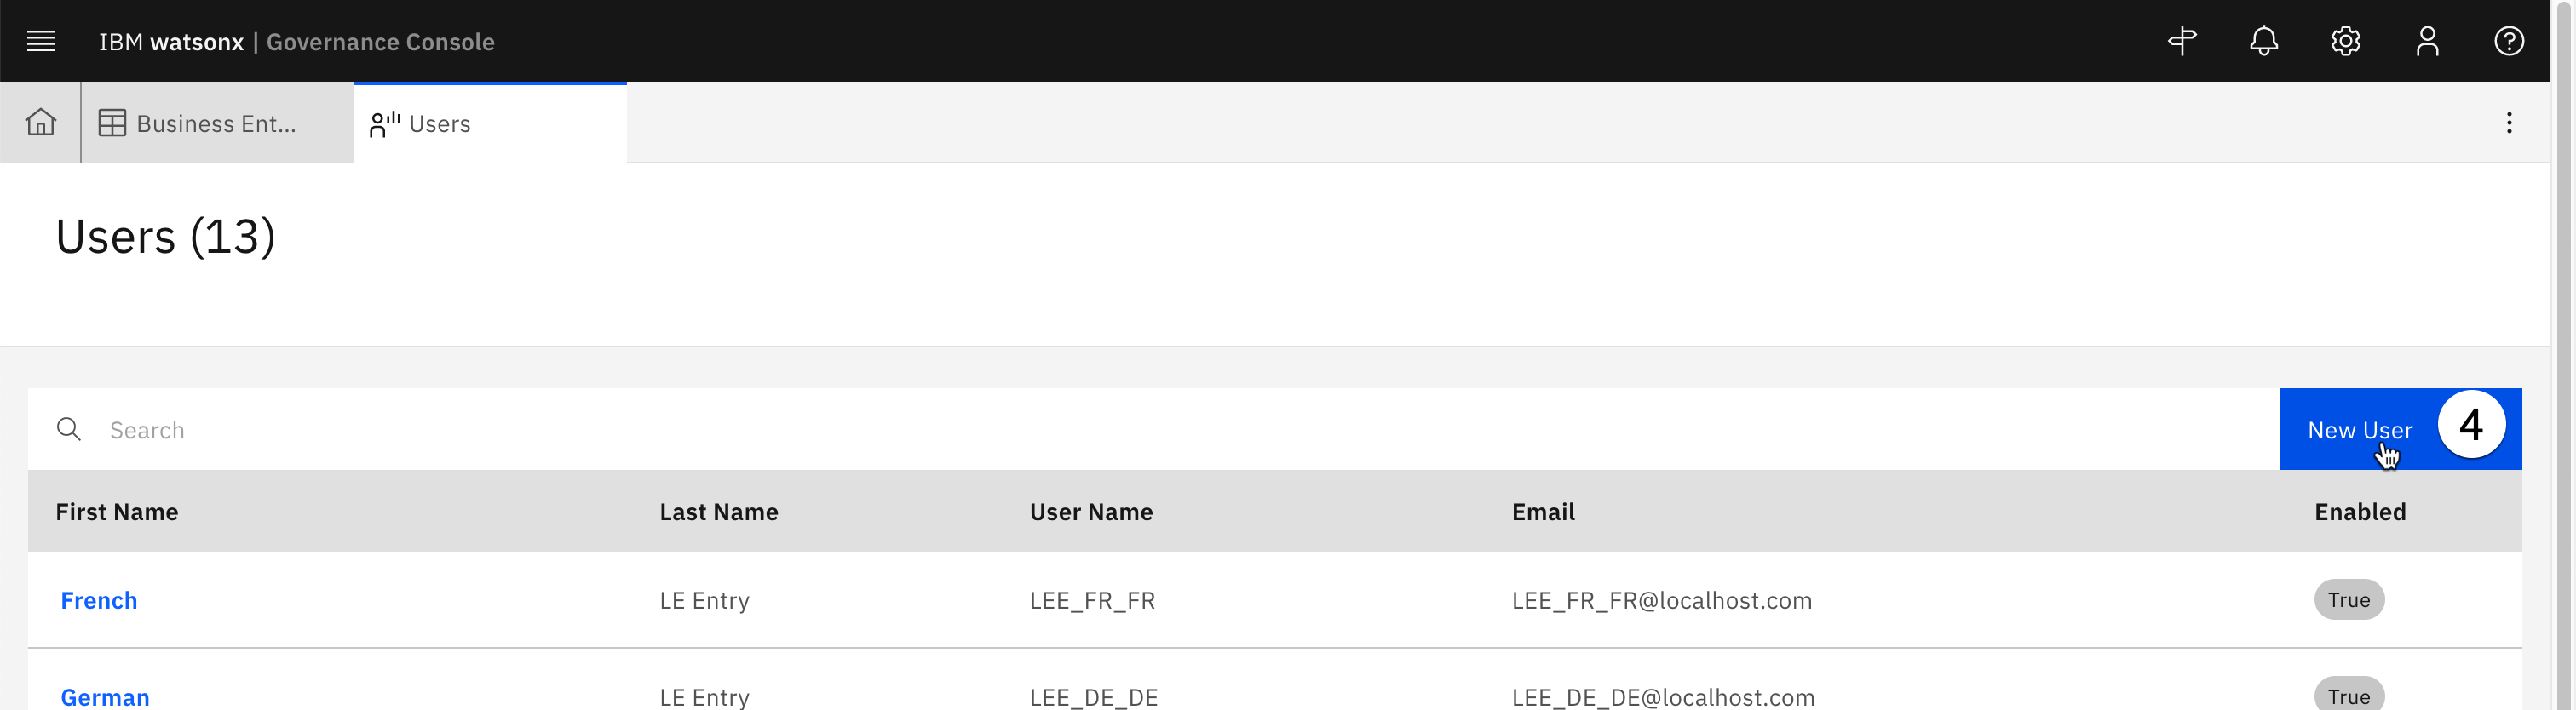 IBM watsonx | Governance Console
Business Ent...
Users
Users (13)
Search
New User
4
First Name Last Name User Name Email Enabled
French LE Entry LEE_FR_FR LEE_FR_FR@localhost.com True
German LE Entry LEE_DE_DE LEE_DE_DE@localhost.com True